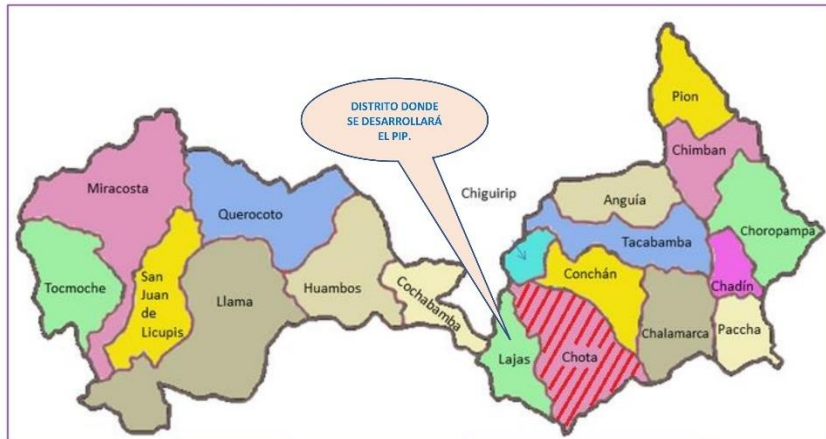 DISTRITO DONDE
SE DESARROLLARÁ
EL PIP.
Pion
Chimban
Miracosta
Chiguirip
Anguía
Querocoto
Choropampa
Tacabamba
Tocmoche
San
Juan
de
Licupis
Llama
Huambos
Cochabamba
Conchán
Chadín
Lajas
Chota
Chalamarca
Paccha